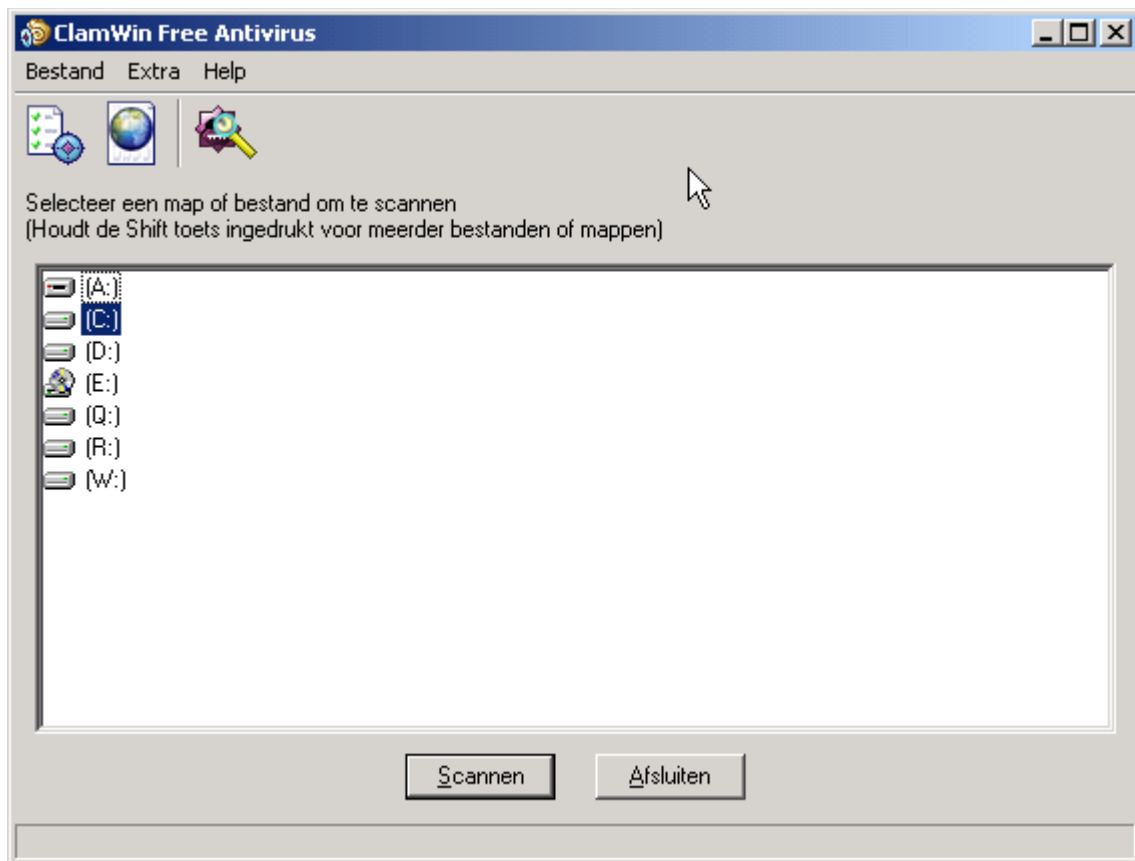 ClamWin Free Antivirus
Bestand Extra Help
Selecteer een map of bestand om te scannen
(Houdt de Shift toets ingedrukt voor meerder bestanden of mappen)
(A:)
(C:)
(D:)
(E:)
(Q:)
(R:)
(W:)
Scannen Afsluiten